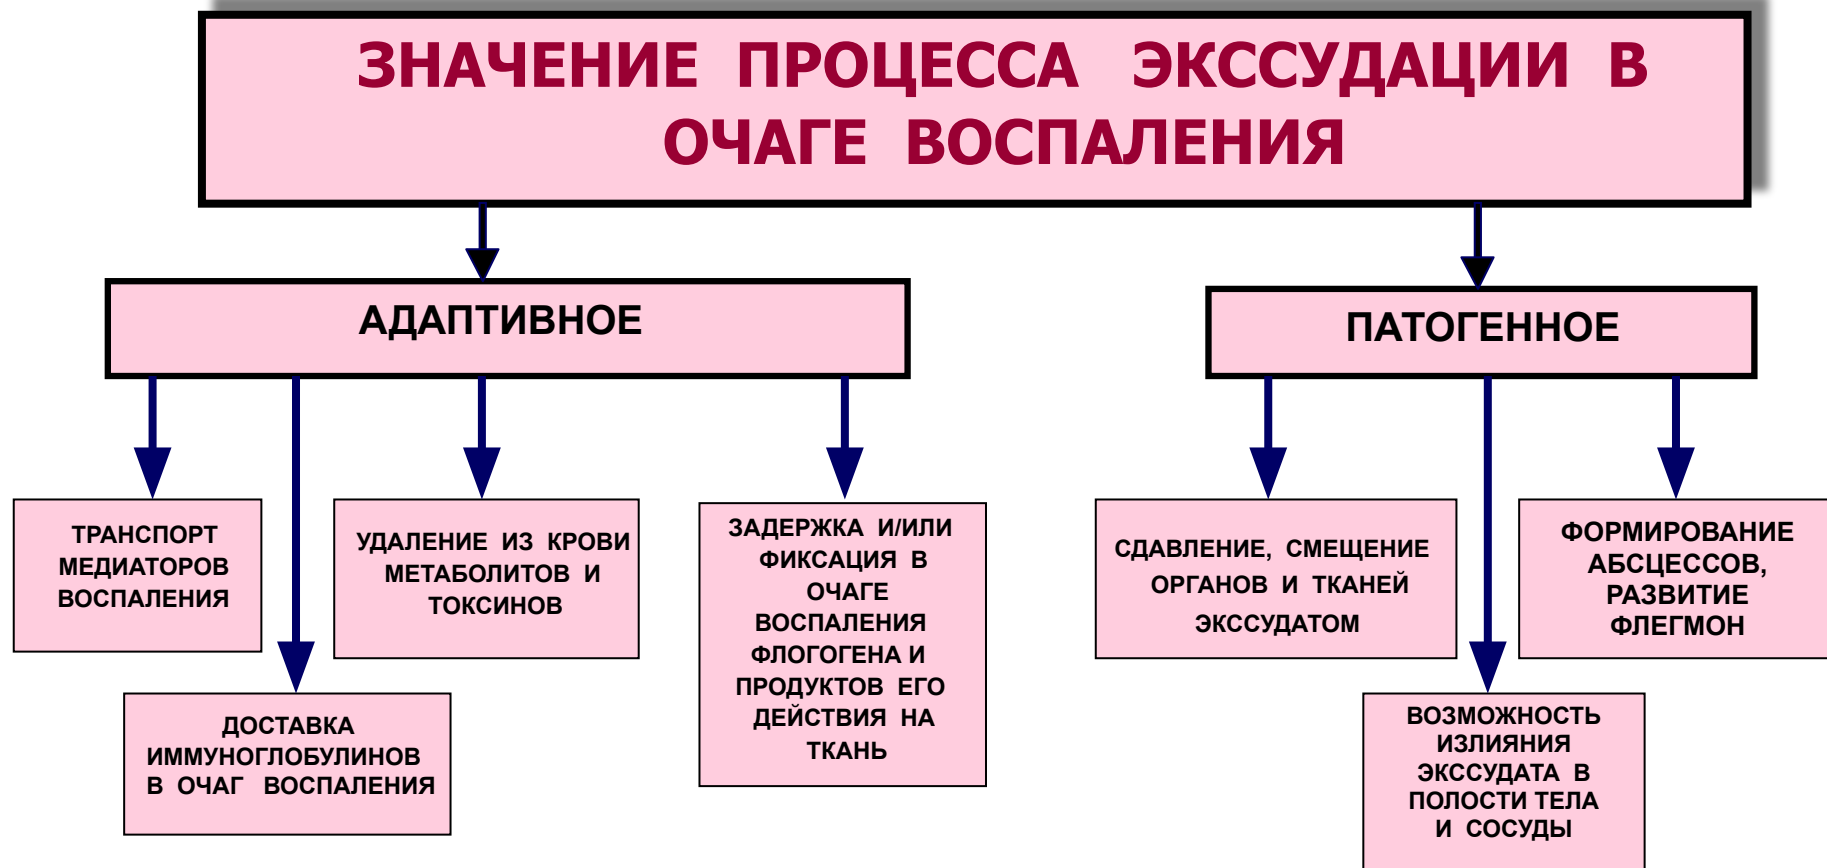 ЗНАЧЕНИЕ ПРОЦЕССА ЭКССУДАЦИИ В
ОЧАГЕ ВОСПАЛЕНИЯ
АДАПТИВНОЕ
ПАТОГЕННОЕ
ТРАНСПОРТ
МЕДИАТОРОВ
ВОСПАЛЕНИЯ
ДОСТАВКА
ИММУНОГЛОБУЛИНОВ
В ОЧАГ ВОСПАЛЕНИЯ
УДАЛЕНИЕ ИЗ КРОВИ
МЕТАБОЛИТОВ И
ТОКСИНОВ
ЗАДЕРЖКА И/ИЛИ
ФИКСАЦИЯ В
ОЧАГЕ
ВОСПАЛЕНИЯ
ФЛОГОГЕНА И
ПРОДУКТОВ ЕГО
ДЕЙСТВИЯ НА
ТКАНЬ
СДАВЛЕНИЕ, СМЕЩЕНИЕ
ОРГАНОВ И ТКАНЕЙ
ЭКССУДАТОМ
ВОЗМОЖНОСТЬ
ИЗЛИЯНИЯ
ЭКССУДАТА В
ПОЛОСТИ ТЕЛА
И СОСУДЫ
ФОРМИРОВАНИЕ
АБСЦЕССОВ,
РАЗВИТИЕ
ФЛЕГМОН